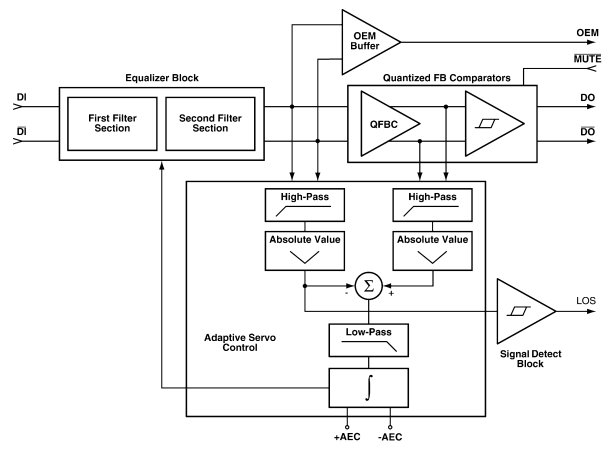 OEM
Buffer
OEM
MUTE
Equalizer Block
Quantized FB Comparators
DI
DI
First Filter
Section
Second Filter
Section
QFBC
DO
DO
High-Pass
High-Pass
Absolute Value
Absolute Value
Σ
-
+
LOS
Adaptive Servo
Control
Low-Pass
Signal Detect
Block
∫
+AEC
-AEC